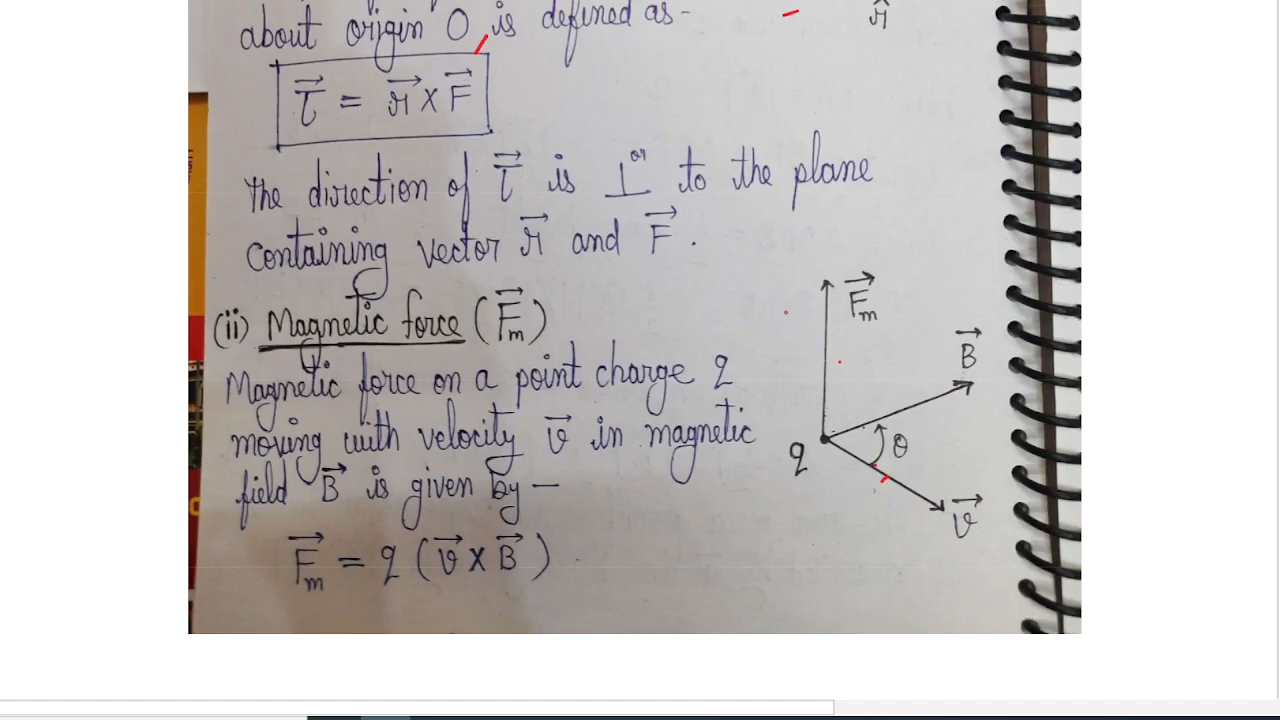 about origin O is defined as-
r⃗
τ⃗ = r⃗ × F⃗
The direction of τ⃗ is ⊥ᵒʳ to the plane
containing vector r⃗ and F⃗.
(ii) Magnetic force (F⃗m)
Magnetic force on a point charge q
moving with velocity v⃗ in magnetic
field B⃗ is given by —
F⃗m = q (v⃗ × B⃗)
F⃗m
B⃗
θ
q
v⃗